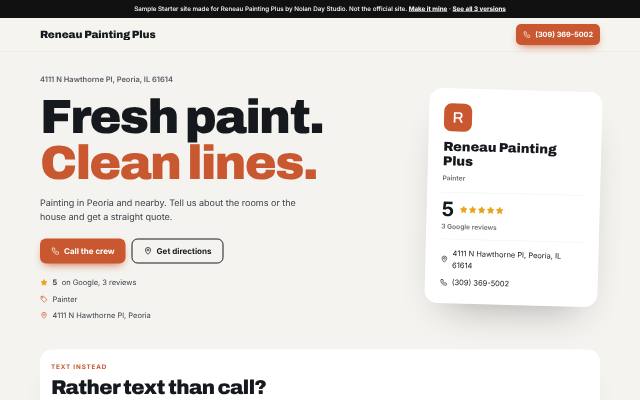 Sample Starter site made for Reneau Painting Plus by Nolan Day Studio. Not the official site. Make it mine · See all 3 versions
Reneau Painting Plus
(309) 369-5002
4111 N Hawthorne Pl, Peoria, IL 61614
Fresh paint.
Clean lines.
Painting in Peoria and nearby. Tell us about the rooms or the
house and get a straight quote.
Call the crew
Get directions
5 on Google, 3 reviews
Painter
4111 N Hawthorne Pl, Peoria
R
Reneau Painting
Plus
Painter
5 ★★★★★
3 Google reviews
4111 N Hawthorne Pl, Peoria, IL
61614
(309) 369-5002
TEXT INSTEAD
Rather text than call?